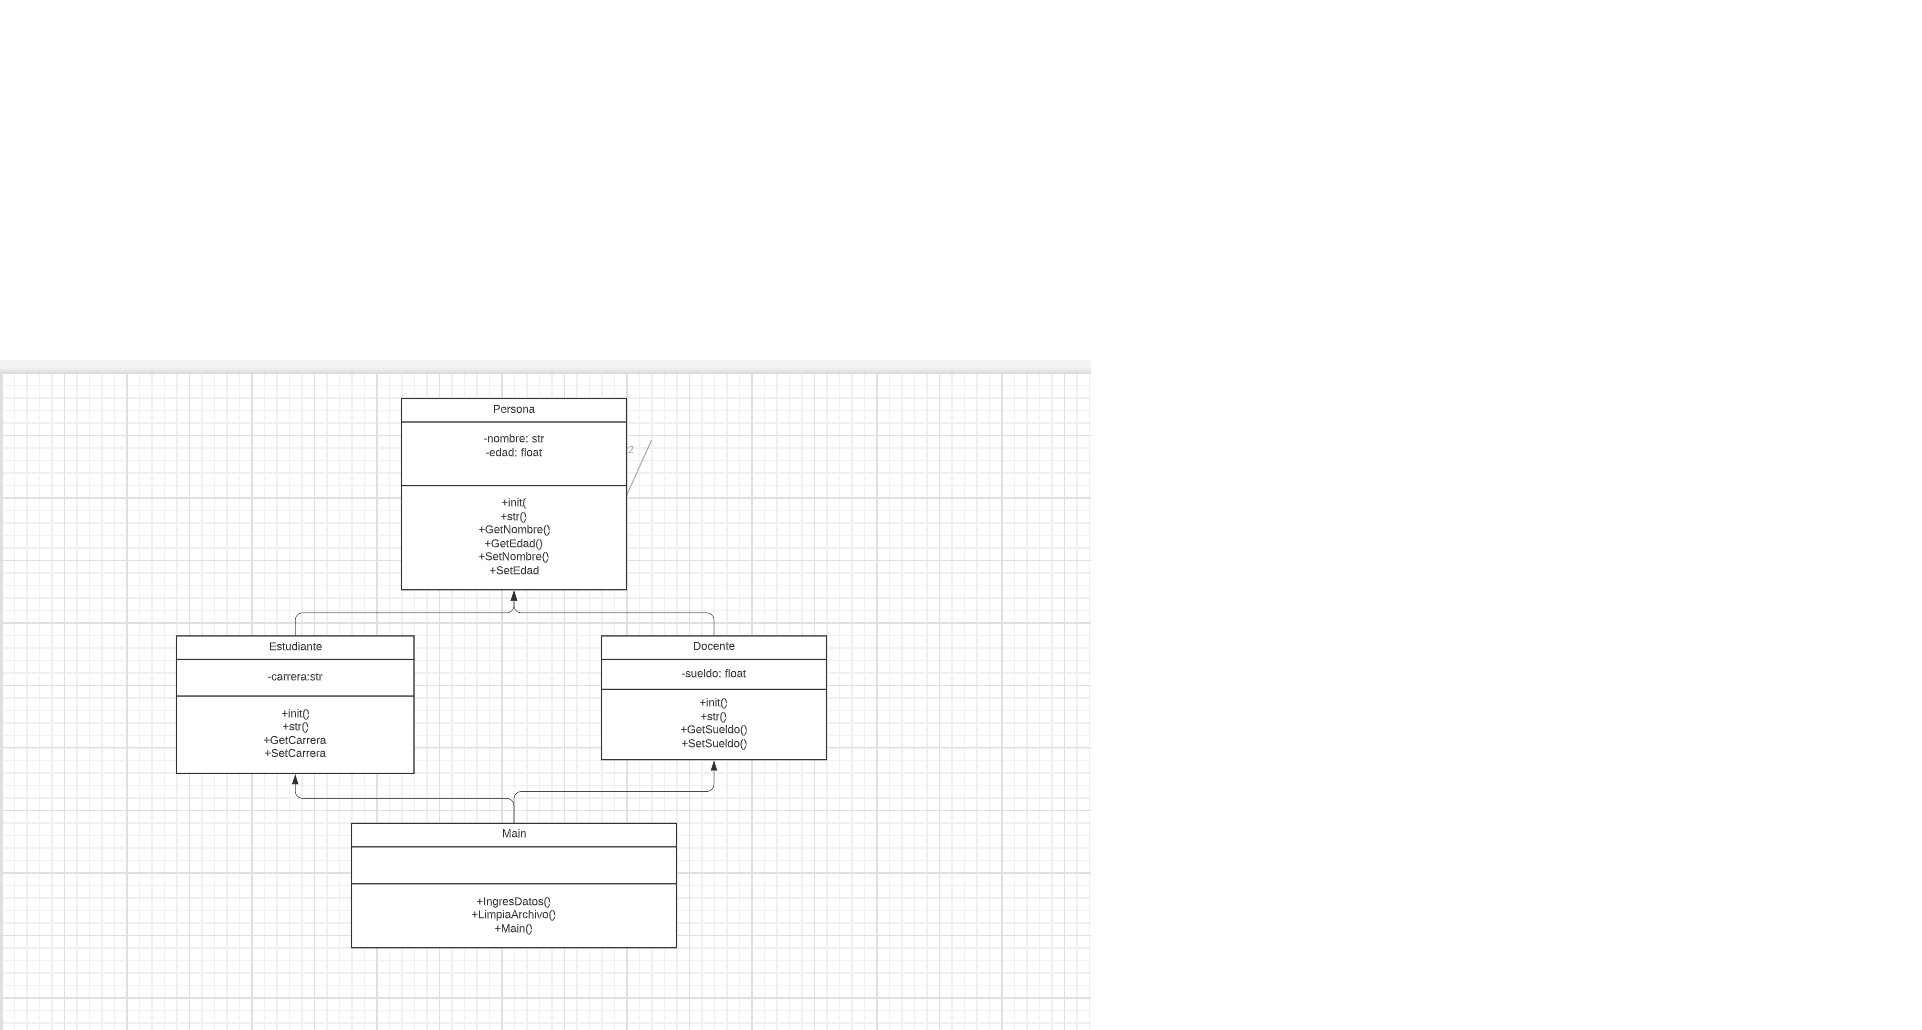 Persona
-nombre: str
-edad: float
2
+init(
+str()
+GetNombre()
+GetEdad()
+SetNombre()
+SetEdad
Estudiante
-carrera:str
+init()
+str()
+GetCarrera
+SetCarrera
Docente
-sueldo: float
+init()
+str()
+GetSueldo()
+SetSueldo()
Main
+IngresDatos()
+LimpiaArchivo()
+Main()